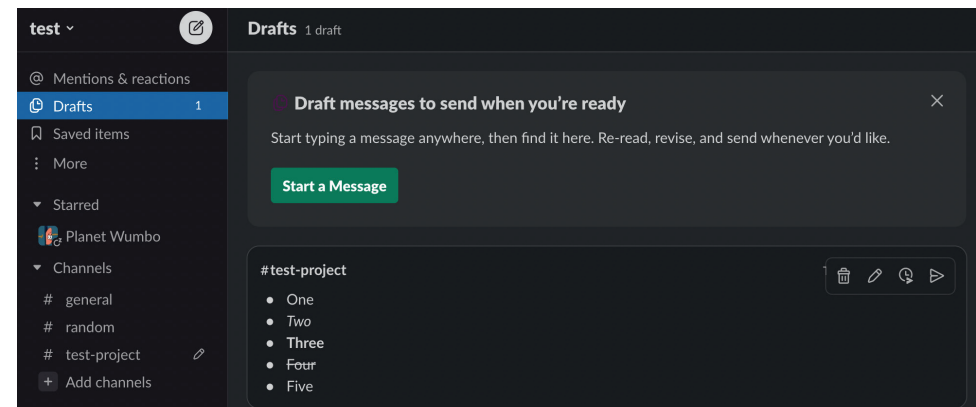 test
Drafts 1 draft
@ Mentions & reactions
Drafts 1
Saved items
More
Starred
Planet Wumbo
Channels
# general
# random
# test-project
+ Add channels
Draft messages to send when you’re ready
Start typing a message anywhere, then find it here. Re-read, revise, and send whenever you’d like.
Start a Message
#test-project
• One
• Two
• Three
• Four
• Five